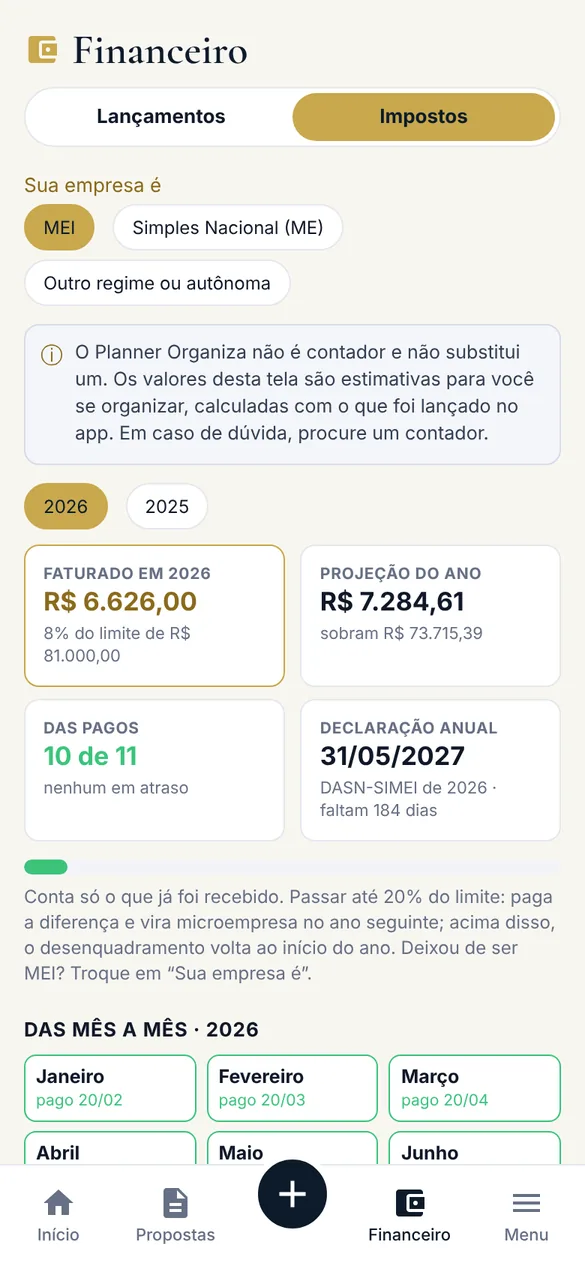 Financeiro
Lançamentos
Impostos
Sua empresa é
MEI
Simples Nacional (ME)
Outro regime ou autônoma
O Planner Organiza não é contador e não substitui
um. Os valores desta tela são estimativas para você
se organizar, calculadas com o que foi lançado no
app. Em caso de dúvida, procure um contador.
2026
2025
FATURADO EM 2026
R$ 6.626,00
8% do limite de R$
81.000,00
PROJEÇÃO DO ANO
R$ 7.284,61
sobram R$ 73.715,39
DAS PAGOS
10 de 11
nenhum em atraso
DECLARAÇÃO ANUAL
31/05/2027
DASN-SIMEI de 2026 ·
faltam 184 dias
Conta só o que já foi recebido. Passar até 20% do limite: paga
a diferença e vira microempresa no ano seguinte; acima disso,
o desenquadramento volta ao início do ano. Deixou de ser
MEI? Troque em “Sua empresa é”.
DAS MÊS A MÊS · 2026
Janeiro
pago 20/02
Fevereiro
pago 20/03
Março
pago 20/04
Abril
Maio
Junho
Início
Propostas
Financeiro
Menu